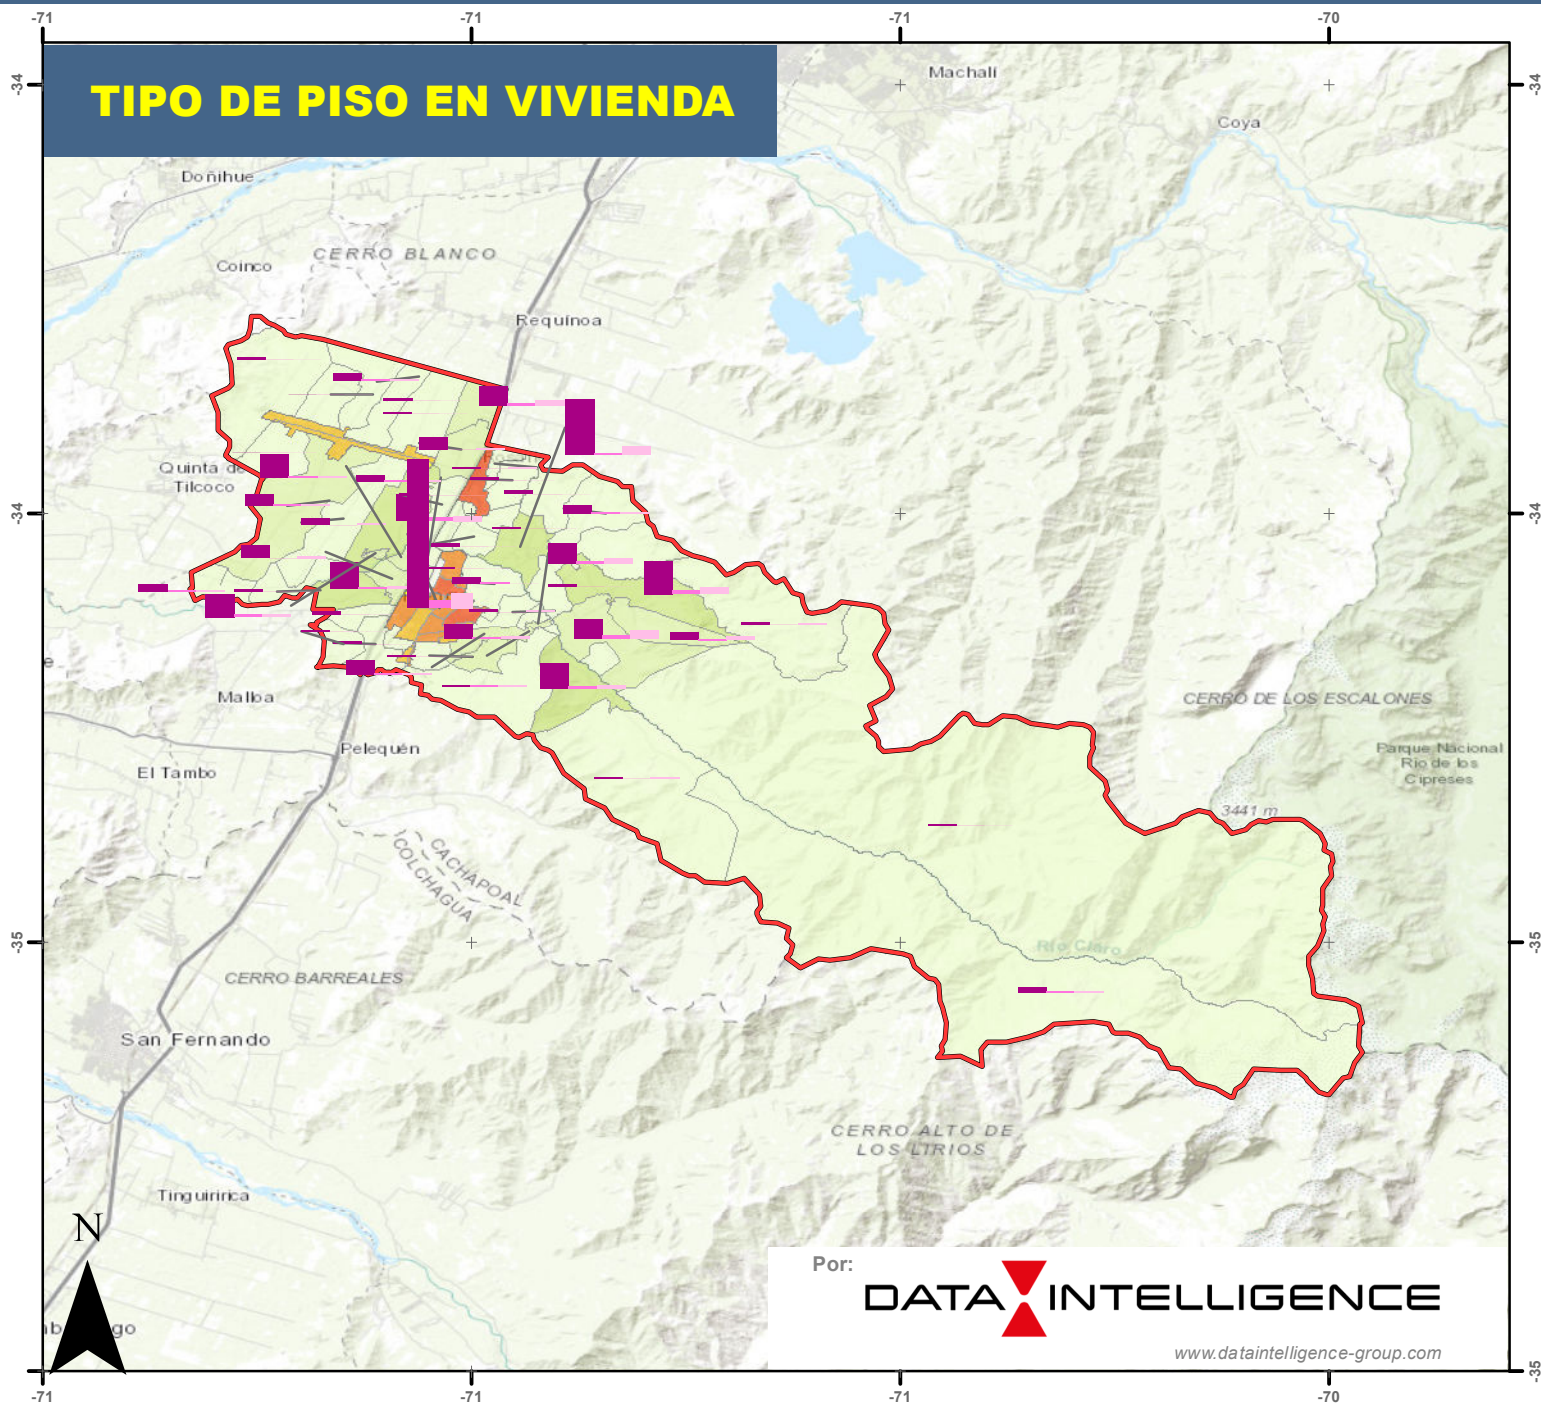 -71
-71
-71
-70
-34
-34
TIPO DE PISO EN VIVIENDA
Machalí
Coya
Doñihue
CERRO BLANCO
Coinco
Requínoa
Quinta de
Tilcoco
-34
-34
Malloa
CERRO DE LOS ESCALONES
Pelequén
Parque Nacional
Río de los
Cipreses
El Tambo
3441 m
CACHAPOAL
COLCHAGUA
-35
-35
Río Claro
CERRO BARREALES
San Fernando
CERRO ALTO DE
LOS LIRIOS
Tinguiririca
N
Por:
DATA INTELLIGENCE
www.dataintelligence-group.com
-35
-71
-71
-71
-70